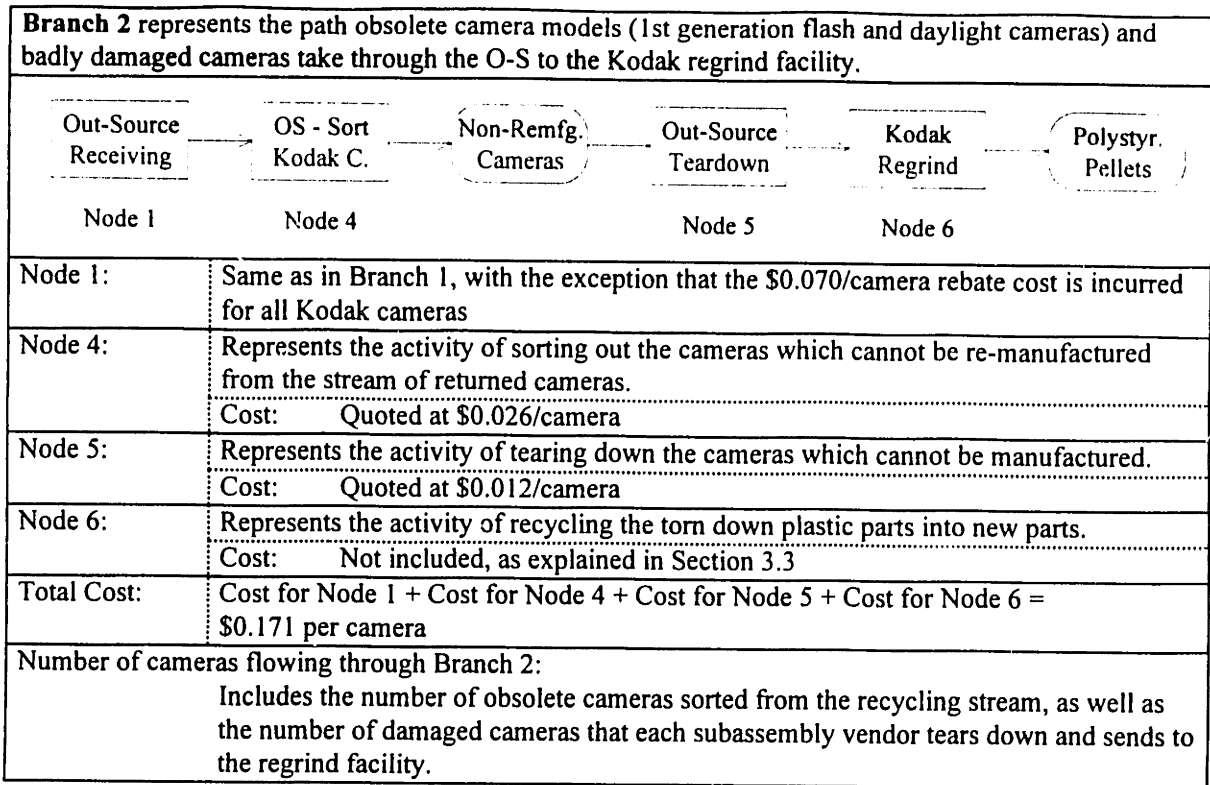 Branch 2 represents the path obsolete camera models (1st generation flash and daylight cameras) and
badly damaged cameras take through the O-S to the Kodak regrind facility.
Out-Source Receiving
OS - Sort Kodak C.
Non-Remfg. Cameras
Out-Source Teardown
Kodak Regrind
Polystyr. Pellets
Node 1
Node 4
Node 5
Node 6
Node 1: Same as in Branch 1, with the exception that the $0.070/camera rebate cost is incurred
for all Kodak cameras
Node 4: Represents the activity of sorting out the cameras which cannot be re-manufactured
from the stream of returned cameras.
Cost: Quoted at $0.026/camera
Node 5: Represents the activity of tearing down the cameras which cannot be manufactured.
Cost: Quoted at $0.012/camera
Node 6: Represents the activity of recycling the torn down plastic parts into new parts.
Cost: Not included, as explained in Section 3.3
Total Cost: Cost for Node 1 + Cost for Node 4 + Cost for Node 5 + Cost for Node 6 =
$0.171 per camera
Number of cameras flowing through Branch 2:
Includes the number of obsolete cameras sorted from the recycling stream, as well as
the number of damaged cameras that each subassembly vendor tears down and sends to
the regrind facility.